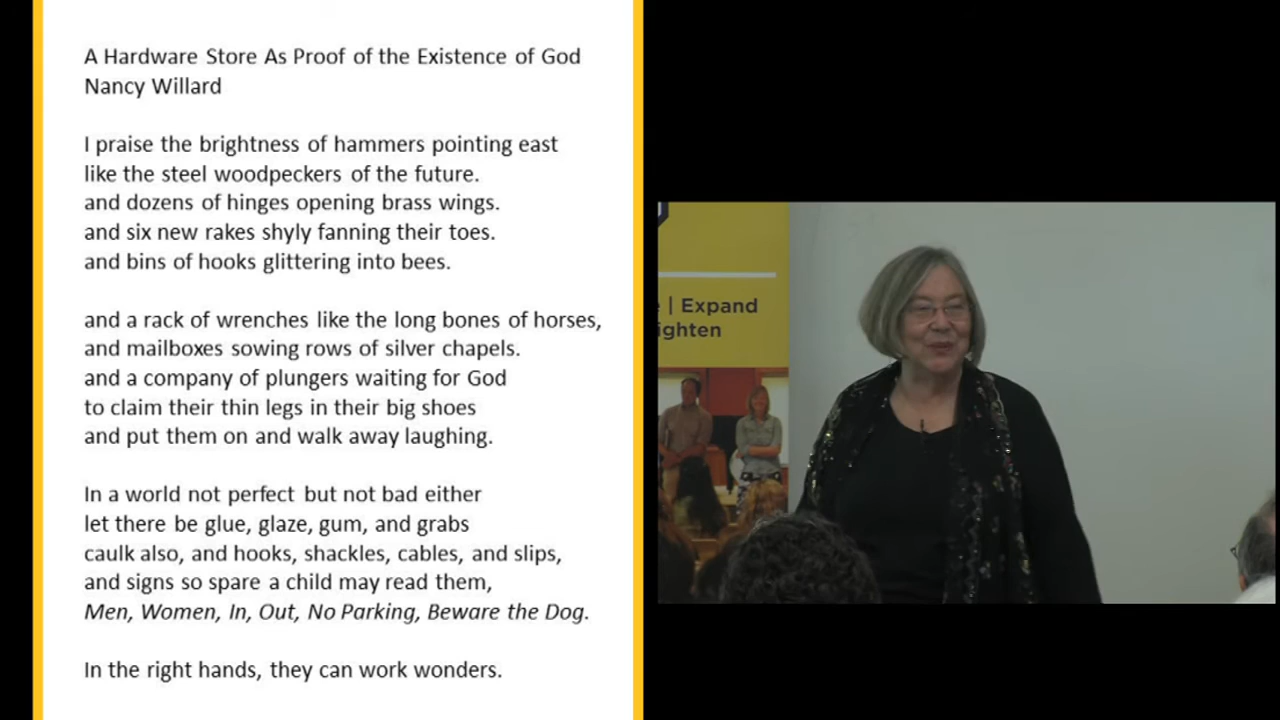 A Hardware Store As Proof of the Existence of God
Nancy Willard
I praise the brightness of hammers pointing east
like the steel woodpeckers of the future.
and dozens of hinges opening brass wings.
and six new rakes shyly fanning their toes.
and bins of hooks glittering into bees.
and a rack of wrenches like the long bones of horses,
and mailboxes sowing rows of silver chapels.
and a company of plungers waiting for God
to claim their thin legs in their big shoes
and put them on and walk away laughing.
In a world not perfect but not bad either
let there be glue, glaze, gum, and grabs
caulk also, and hooks, shackles, cables, and slips,
and signs so spare a child may read them,
Men, Women, In, Out, No Parking, Beware the Dog.
In the right hands, they can work wonders.
| Expand